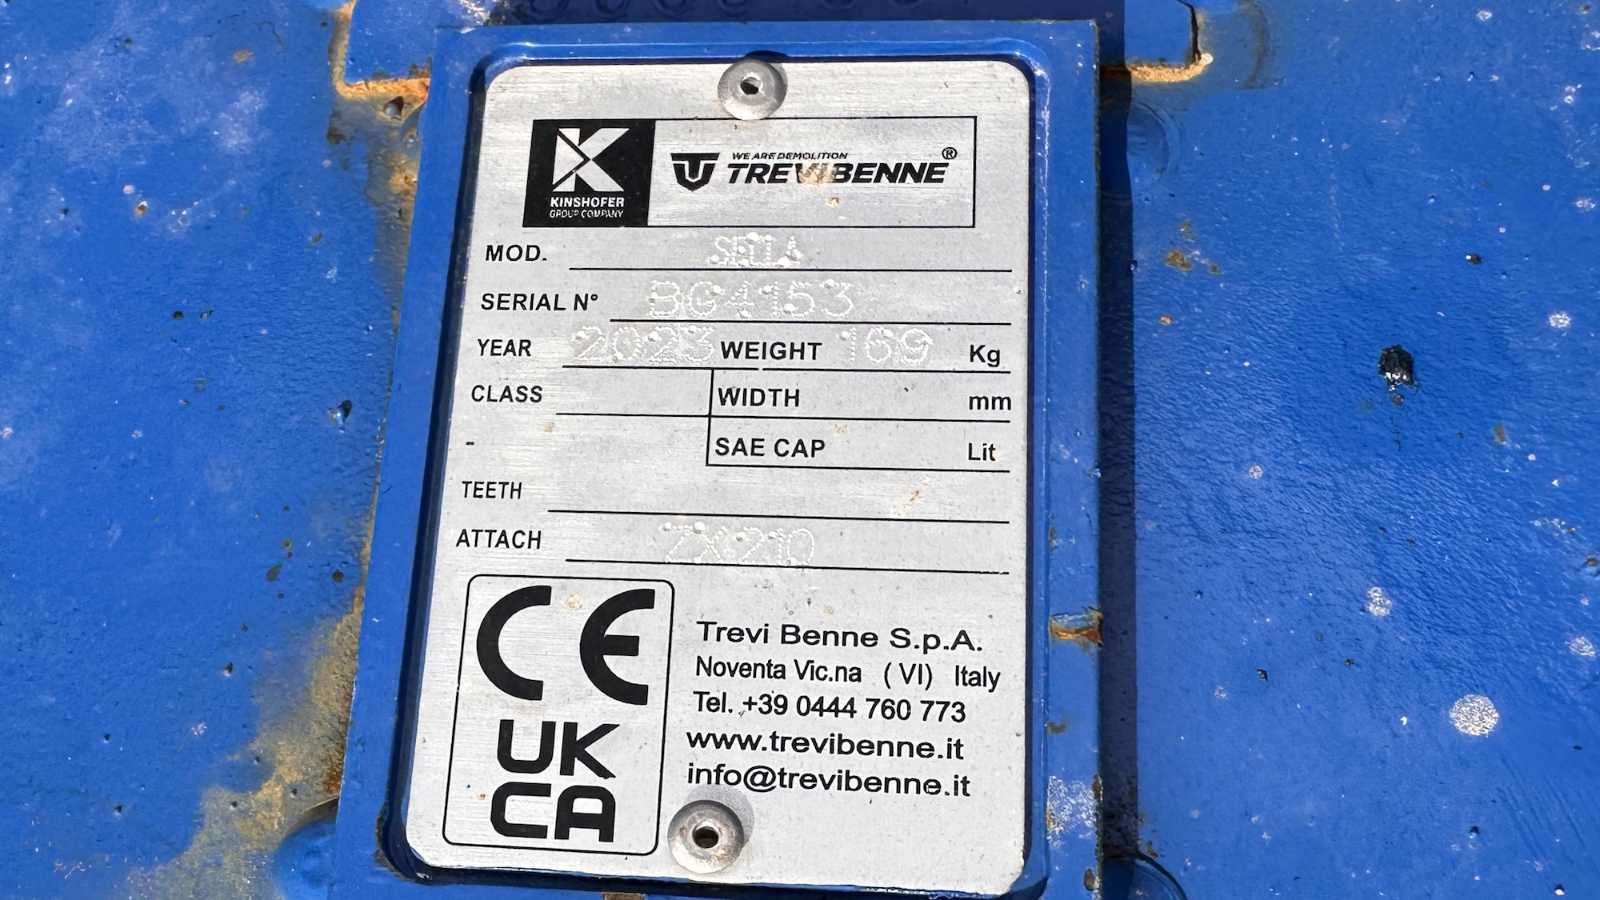 K
KINSHOFER
GROUP COMPANY
WE ARE DEMOLITION
TREVIBENNE®
MOD. SELLA
SERIAL N° BG4153
YEAR 2023 WEIGHT 169 Kg
CLASS WIDTH mm
- SAE CAP Lit
TEETH
ATTACH ZX210
CE
UK
CA
Trevi Benne S.p.A.
Noventa Vic.na (VI) Italy
Tel. +39 0444 760 773
www.trevibenne.it
info@trevibenne.it